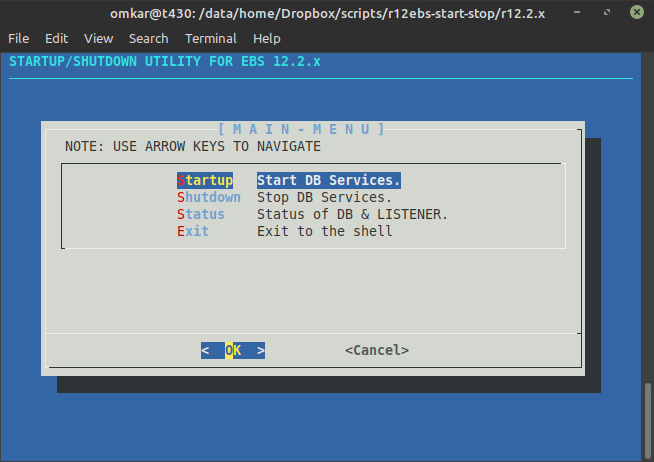 omkar@t430: /data/home/Dropbox/scripts/r12ebs-start-stop/r12.2.x
File Edit View Search Terminal Help
STARTUP/SHUTDOWN UTILITY FOR EBS 12.2.x
[ M A I N - M E N U ]
NOTE: USE ARROW KEYS TO NAVIGATE
Startup Start DB Services.
Shutdown Stop DB Services.
Status Status of DB & LISTENER.
Exit Exit to the shell
< OK > <Cancel>